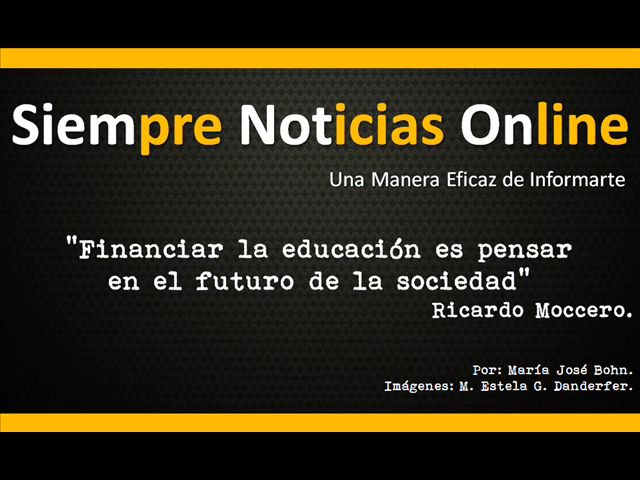 Siempre Noticias Online
Una Manera Eficaz de Informarte
"Financiar la educación es pensar
en el futuro de la sociedad"
Ricardo Moccero.
Por: María José Bohn.
Imágenes: M. Estela G. Danderfer.